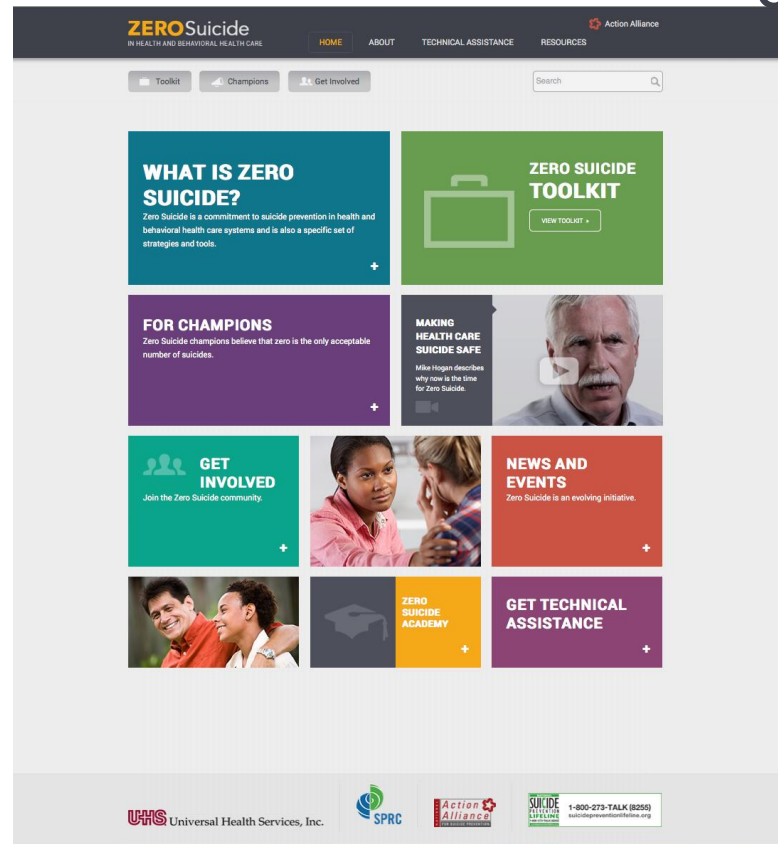 ZEROSuicide
IN HEALTH AND BEHAVIORAL HEALTH CARE
Action Alliance
HOME ABOUT TECHNICAL ASSISTANCE RESOURCES
Toolkit Champions Get Involved Search
WHAT IS ZERO
SUICIDE?
Zero Suicide is a commitment to suicide prevention in health and
behavioral health care systems and is also a specific set of
strategies and tools.
+
ZERO SUICIDE
TOOLKIT
VIEW TOOLKIT »
FOR CHAMPIONS
Zero Suicide champions believe that zero is the only acceptable
number of suicides.
+
MAKING
HEALTH CARE
SUICIDE SAFE
Mike Hogan describes
why now is the time
for Zero Suicide.
GET
INVOLVED
Join the Zero Suicide community.
+
NEWS AND
EVENTS
Zero Suicide is an evolving initiative.
+
ZERO
SUICIDE
ACADEMY
+
GET TECHNICAL
ASSISTANCE
+
UHS Universal Health Services, Inc.
SPRC
Action
Alliance
FOR SUICIDE PREVENTION
NATIONAL
SUICIDE
PREVENTION
LIFELINE
1-800-273-TALK (8255)
suicidepreventionlifeline.org